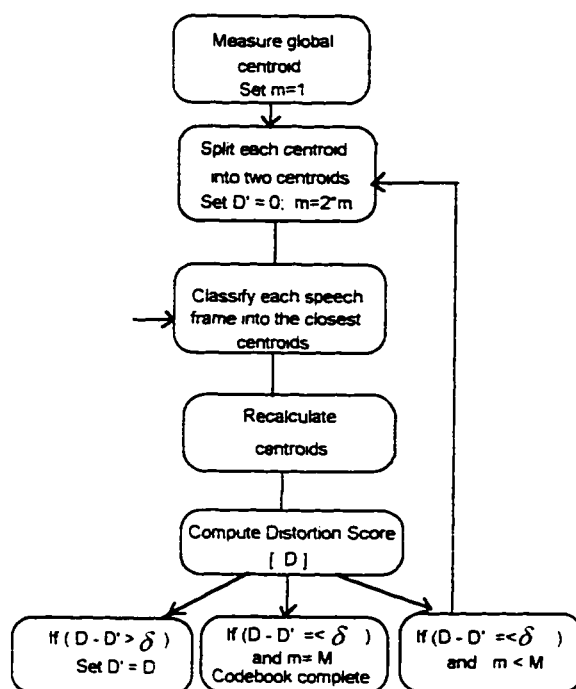 Measure global
centroid
Set m=1
Split each centroid
into two centroids
Set D' = 0; m=2*m
Classify each speech
frame into the closest
centroids
Recalculate
centroids
Compute Distortion Score
[ D ]
If ( D - D' > δ )
Set D' = D
If (D - D' =< δ )
and m= M
Codebook complete
If (D - D' =<δ )
and m < M